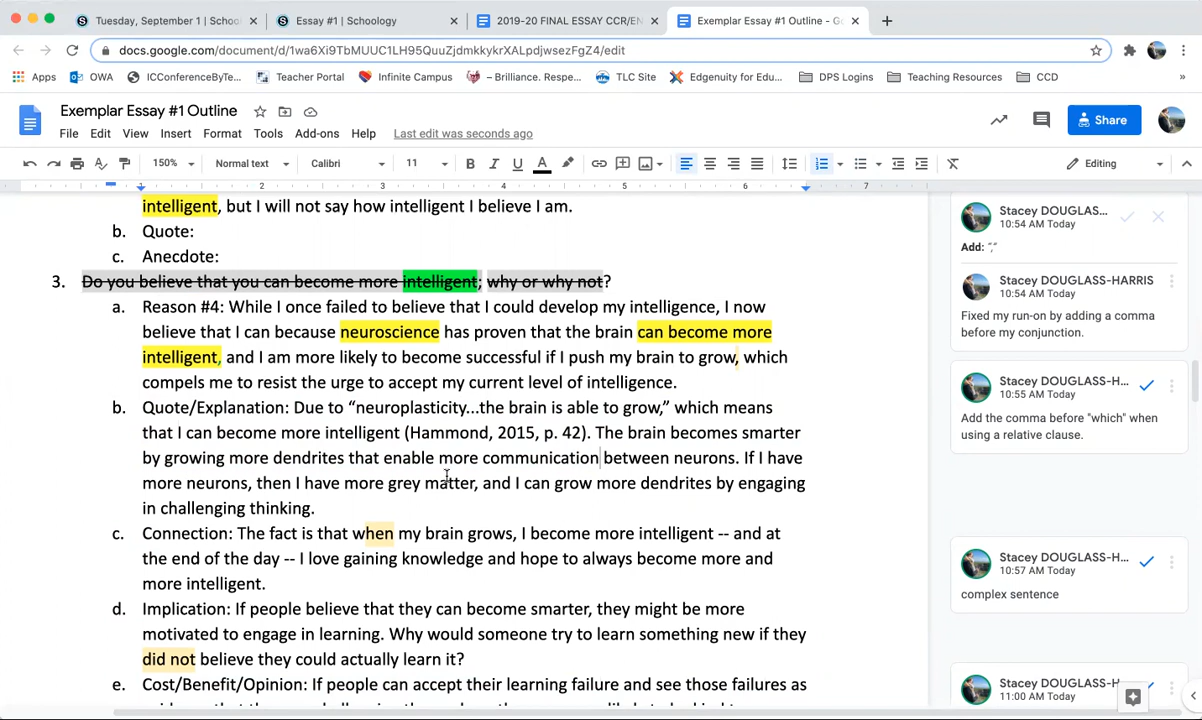 Tuesday, September 1 | Schoo
Essay #1 | Schoology
2019-20 FINAL ESSAY CCR/EN
Exemplar Essay #1 Outline - Go
docs.google.com/document/d/1wa6Xi9TbMUUC1LH95QuuZjdmkkykrXALpdjwsezFgZ4/edit
Apps
OWA
ICConferenceByTe...
Teacher Portal
Infinite Campus
– Brilliance. Respe...
TLC Site
Edgenuity for Edu...
DPS Logins
Teaching Resources
CCD
»
Exemplar Essay #1 Outline
File Edit View Insert Format Tools Add-ons Help Last edit was seconds ago
Share
150% Normal text Calibri 11 B I U A Editing
1 2 3 4 5 6 7
intelligent, but I will not say how intelligent I believe I am.
b. Quote:
c. Anecdote:
3. Do you believe that you can become more intelligent; why or why not?
a. Reason #4: While I once failed to believe that I could develop my intelligence, I now
believe that I can because neuroscience has proven that the brain can become more
intelligent, and I am more likely to become successful if I push my brain to grow, which
compels me to resist the urge to accept my current level of intelligence.
b. Quote/Explanation: Due to “neuroplasticity...the brain is able to grow,” which means
that I can become more intelligent (Hammond, 2015, p. 42). The brain becomes smarter
by growing more dendrites that enable more communication between neurons. If I have
more neurons, then I have more grey matter, and I can grow more dendrites by engaging
in challenging thinking.
c. Connection: The fact is that when my brain grows, I become more intelligent -- and at
the end of the day -- I love gaining knowledge and hope to always become more and
more intelligent.
d. Implication: If people believe that they can become smarter, they might be more
motivated to engage in learning. Why would someone try to learn something new if they
did not believe they could actually learn it?
e. Cost/Benefit/Opinion: If people can accept their learning failure and see those failures as
Stacey DOUGLAS...
10:54 AM Today
Add: ","
Stacey DOUGLASS-HARRIS
10:54 AM Today
Fixed my run-on by adding a comma
before my conjunction.
Stacey DOUGLASS-H...
10:55 AM Today
Add the comma before "which" when
using a relative clause.
Stacey DOUGLASS-H...
10:57 AM Today
complex sentence
Stacey DOUGLASS-H...
11:00 AM Today